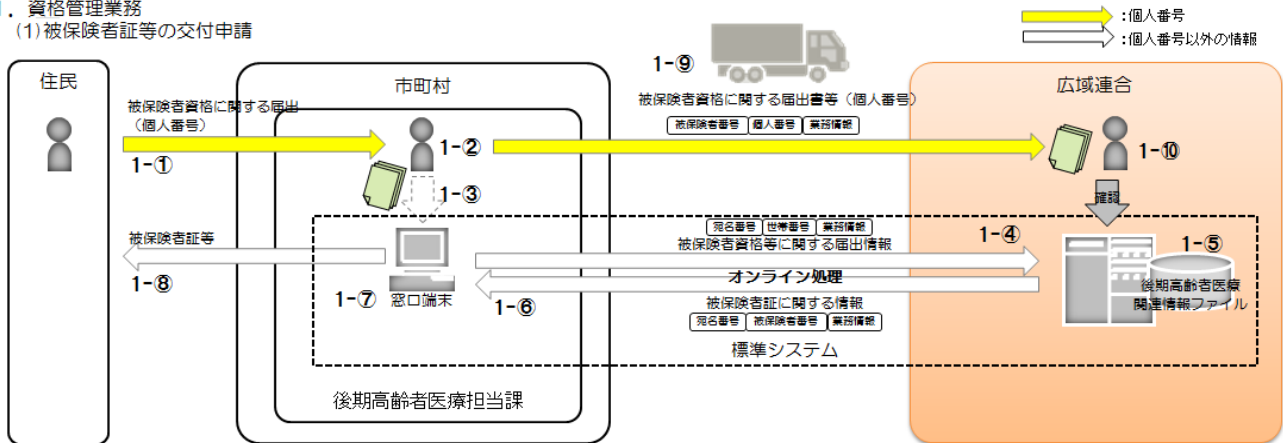 ．資格管理業務
(1)被保険者証等の交付申請
:個人番号
:個人番号以外の情報
住民
市町村
1-⑨
広域連合
被保険者資格に関する届出
（個人番号）
被保険者資格に関する届出書等（個人番号）
被保険者番号 個人番号 業務情報
1-①
1-②
1-⑩
1-③
確認
宛名番号 世帯番号 業務情報
被保険者資格等に関する届出情報
1-④
1-⑤
被保険者証等
オンライン処理
1-⑧
1-⑦ 窓口端末
1-⑥
被保険者証に関する情報
宛名番号 被保険者番号 業務情報
後期高齢者医療
関連情報ファイル
標準システム
後期高齢者医療担当課